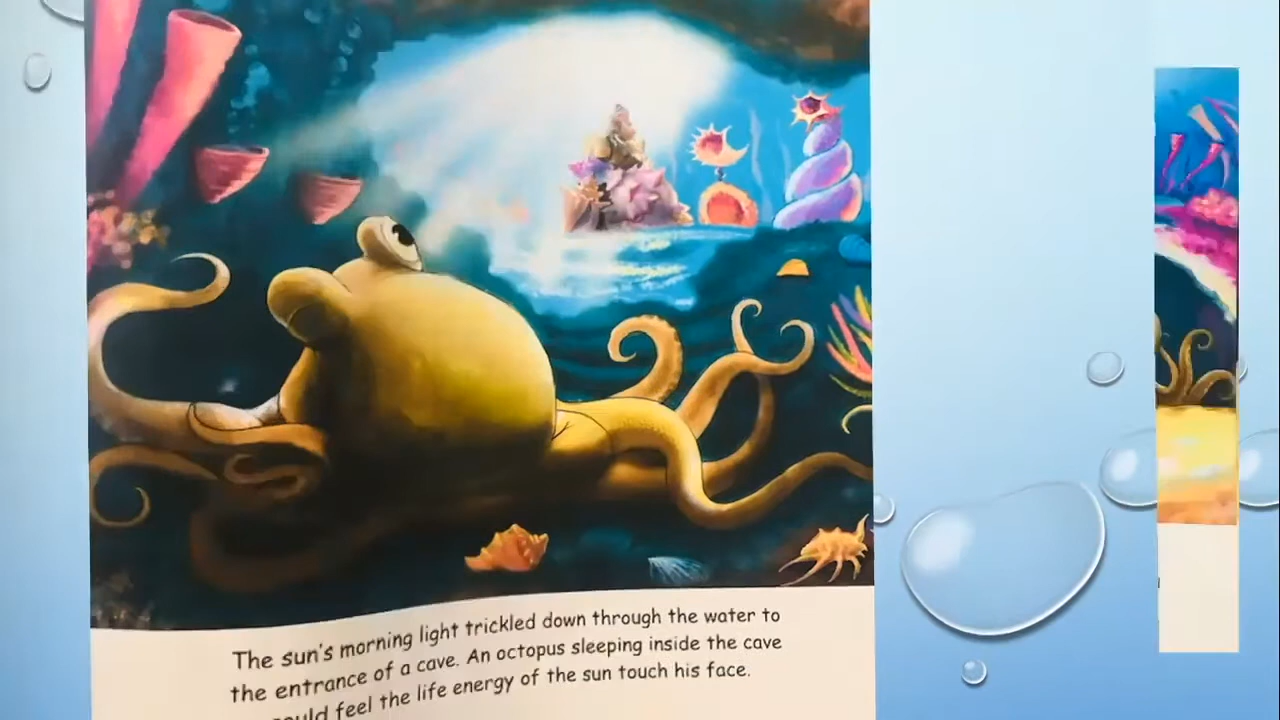 The sun's morning light trickled down through the water to
the entrance of a cave. An octopus sleeping inside the cave
feel the life energy of the sun touch his face.